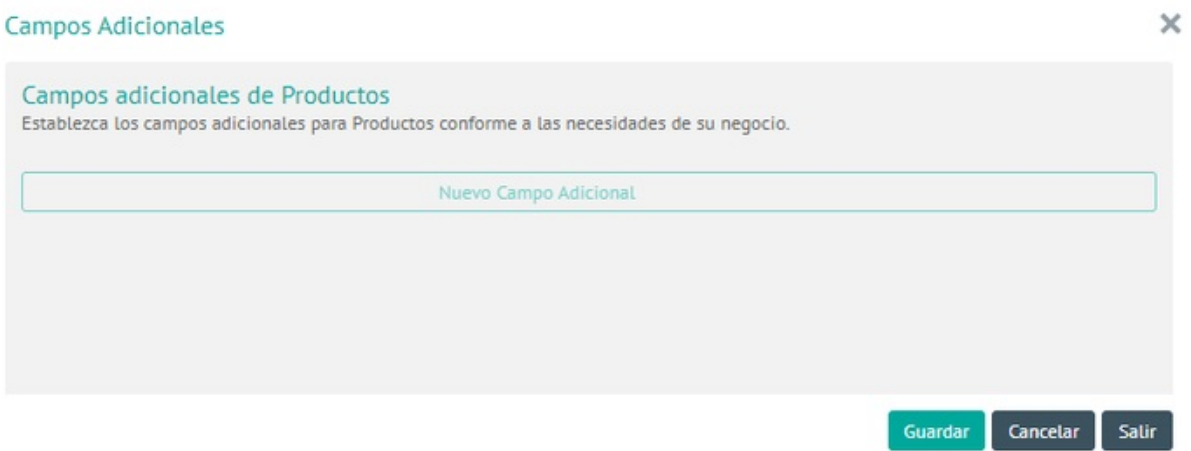 Campos Adicionales
Campos adicionales de Productos
Establezca los campos adicionales para Productos conforme a las necesidades de su negocio.
Nuevo Campo Adicional
Guardar Cancelar Salir